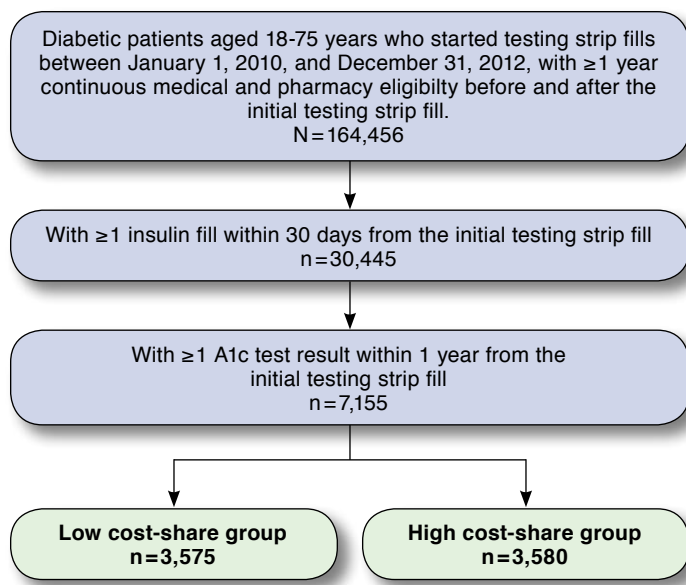 Diabetic patients aged 18-75 years who started testing strip fills
between January 1, 2010, and December 31, 2012, with ≥1 year
continuous medical and pharmacy eligibilty before and after the
initial testing strip fill.
N=164,456
With ≥1 insulin fill within 30 days from the initial testing strip fill
n=30,445
With ≥1 A1c test result within 1 year from the
initial testing strip fill
n=7,155
Low cost-share group
n=3,575
High cost-share group
n=3,580